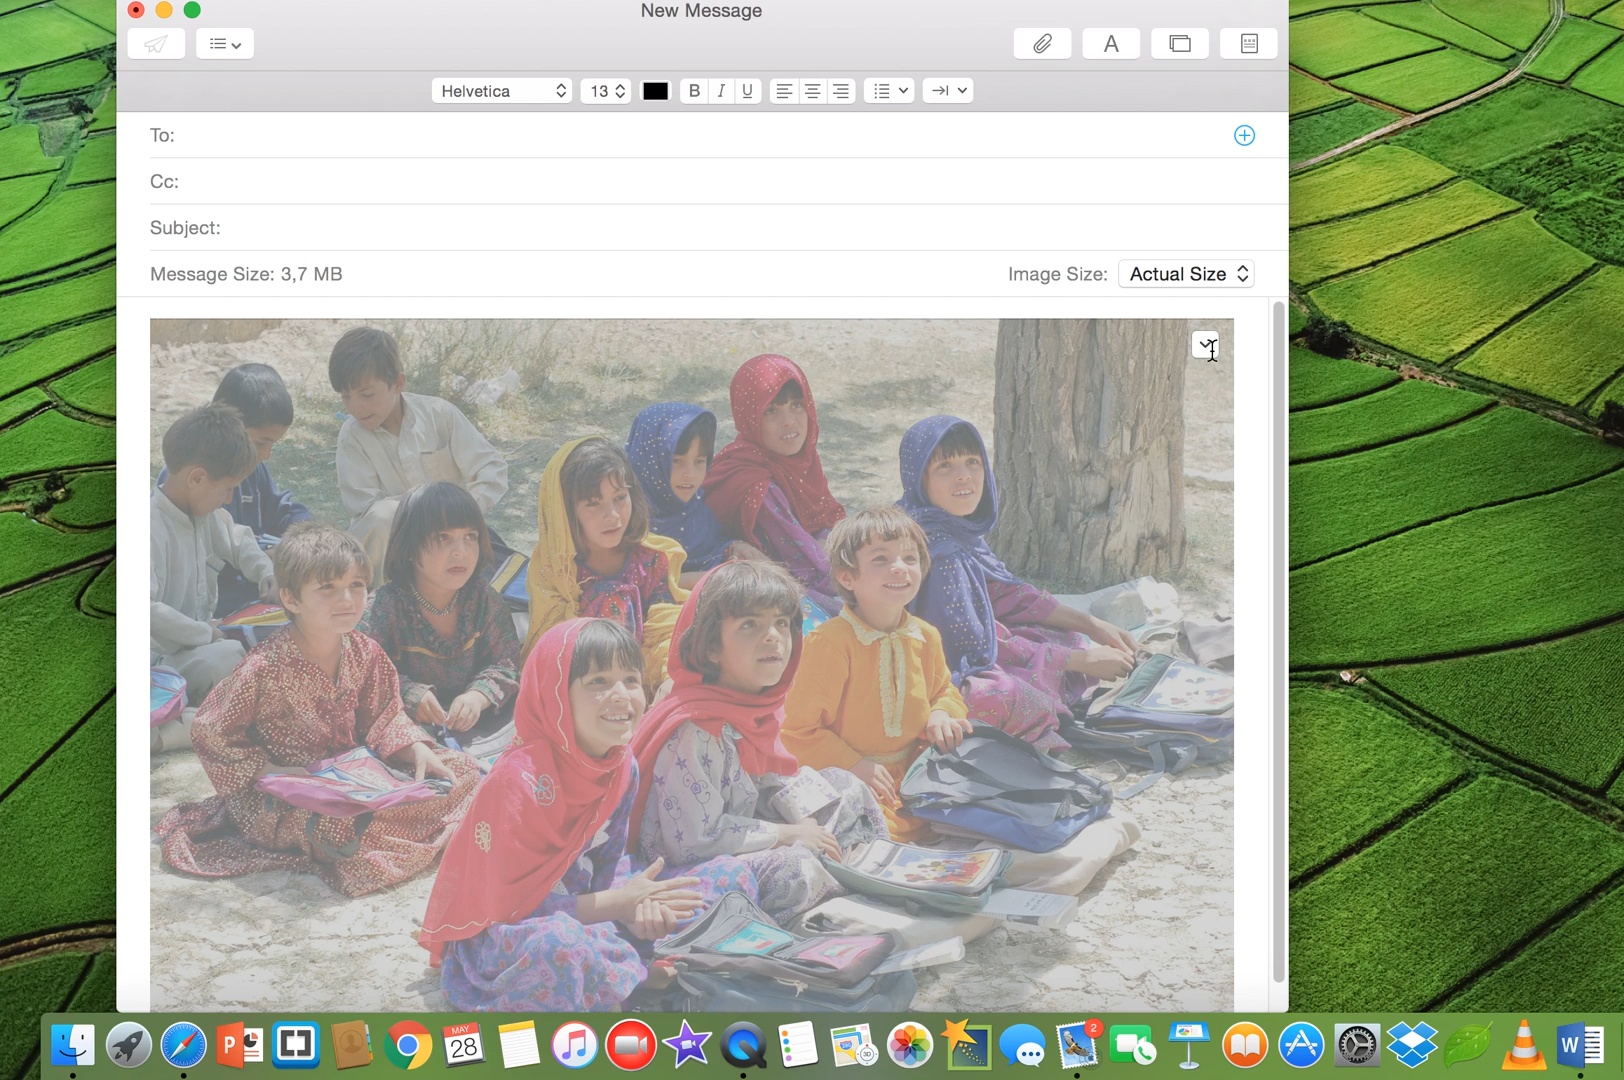 New Message
A
Helvetica
13
B I U
To:
Cc:
Subject:
Message Size: 3,7 MB
Image Size: Actual Size
P
MAY
28
3D
2
W